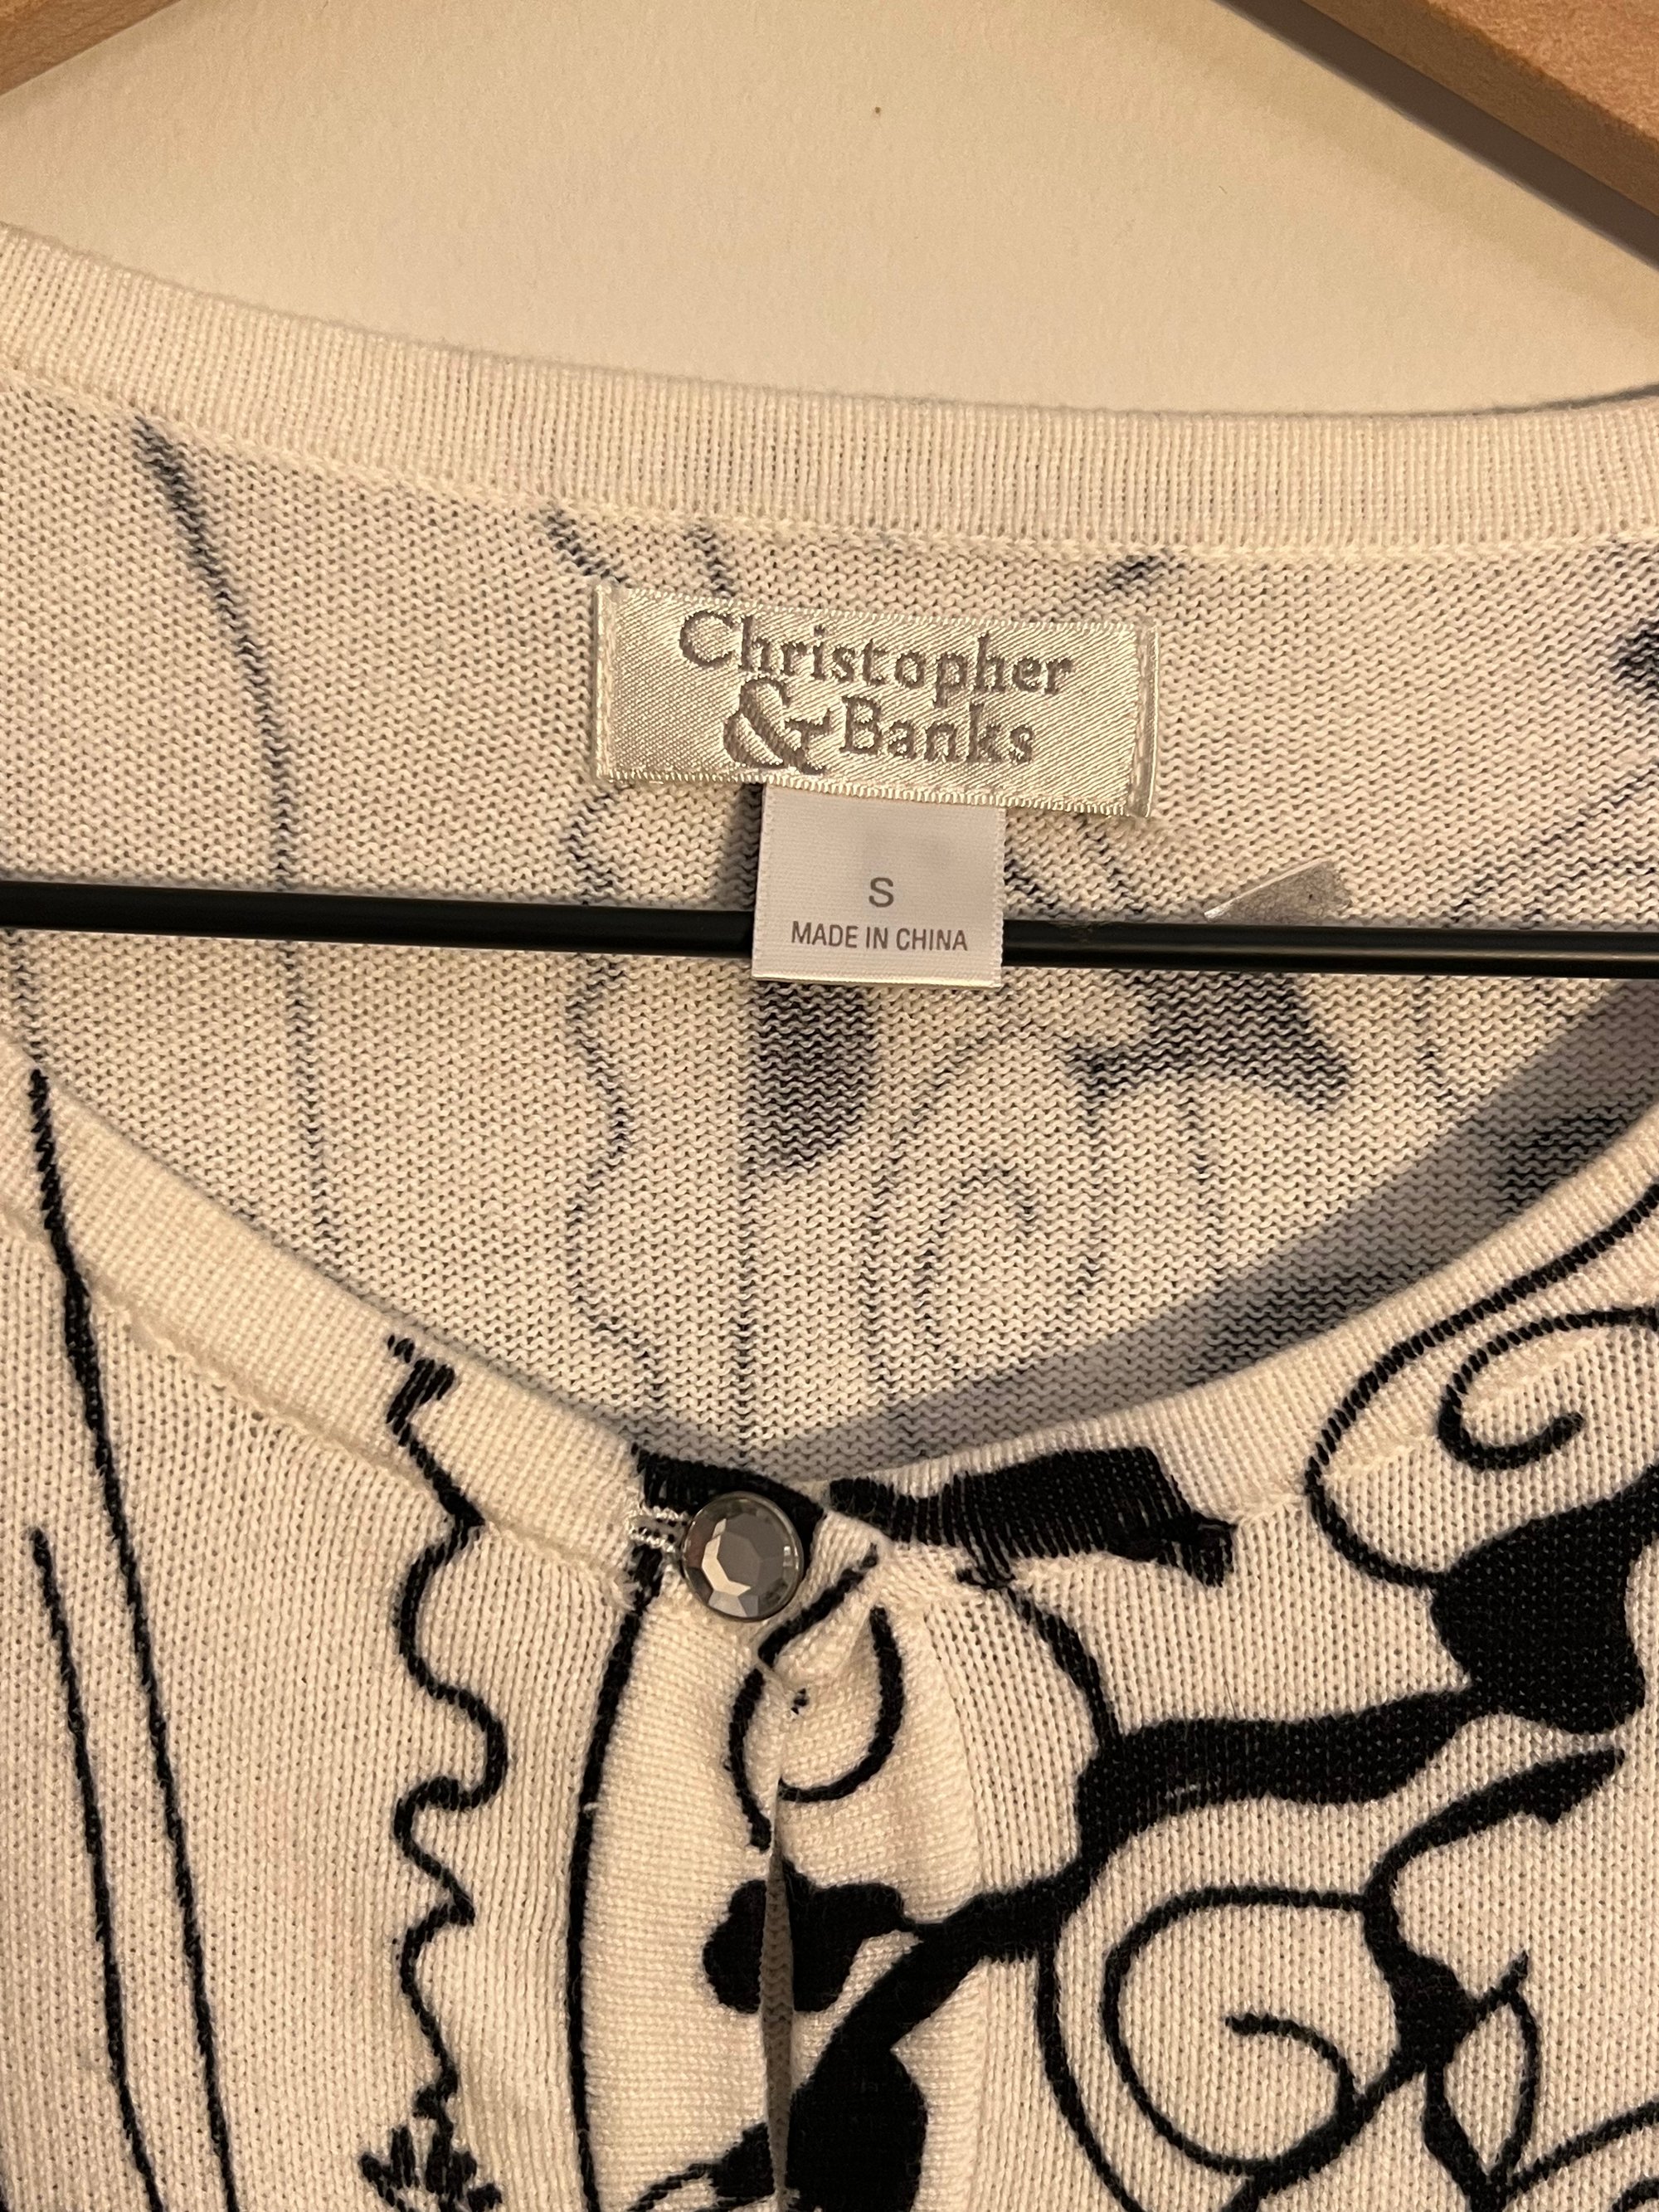 Christopher
& Banks
S
MADE IN CHINA